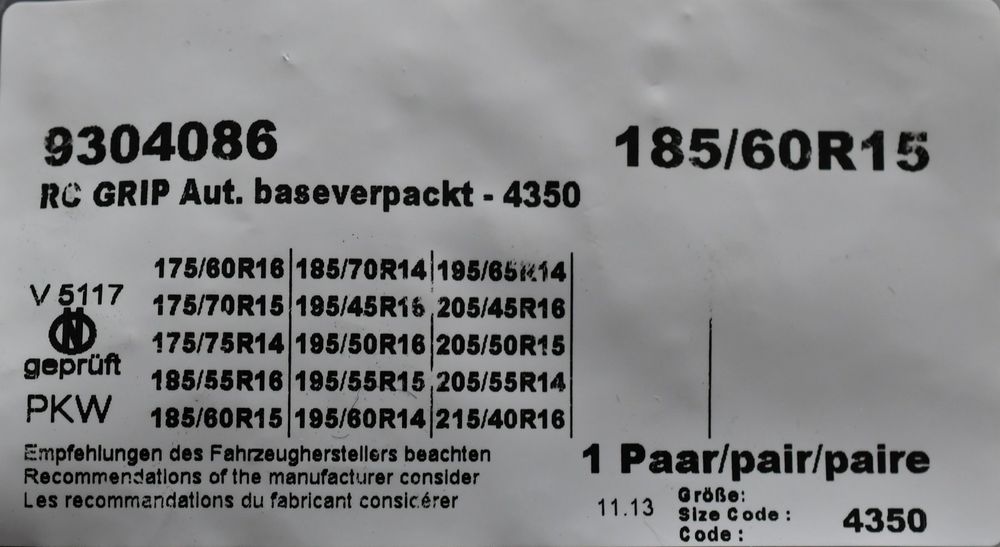 9304086
185/60R15
RC GRIP Aut. baseverpackt - 4350
175/60R16 185/70R14 195/65R14
175/70R15 195/45R16 205/45R16
175/75R14 195/50R16 205/50R15
185/55R16 195/55R15 205/55R14
185/60R15 195/60R14 215/40R16
V 5117
geprüft
PKW
Empfehlungen des Fahrzeugherstellers beachten
Recommendations of the manufacturer consider
Les recommandations du fabricant considérer
1 Paar/pair/paire
11.13
Größe:
Size Code :
Code :
4350